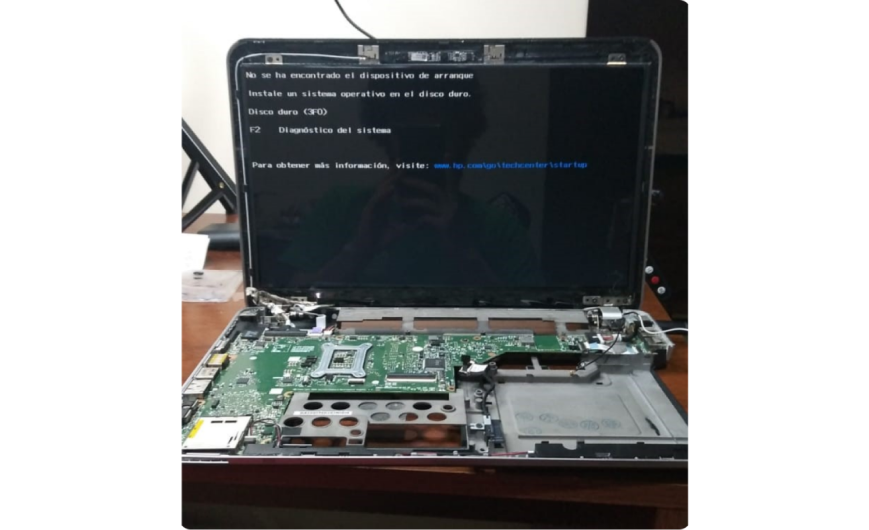 No se ha encontrado el dispositivo de arranque
Instale un sistema operativo en el disco duro.
Disco duro (3F0)
F2 Diagnóstico del sistema
Para obtener más información, visite: www.hp.com\go\techcenter\startup